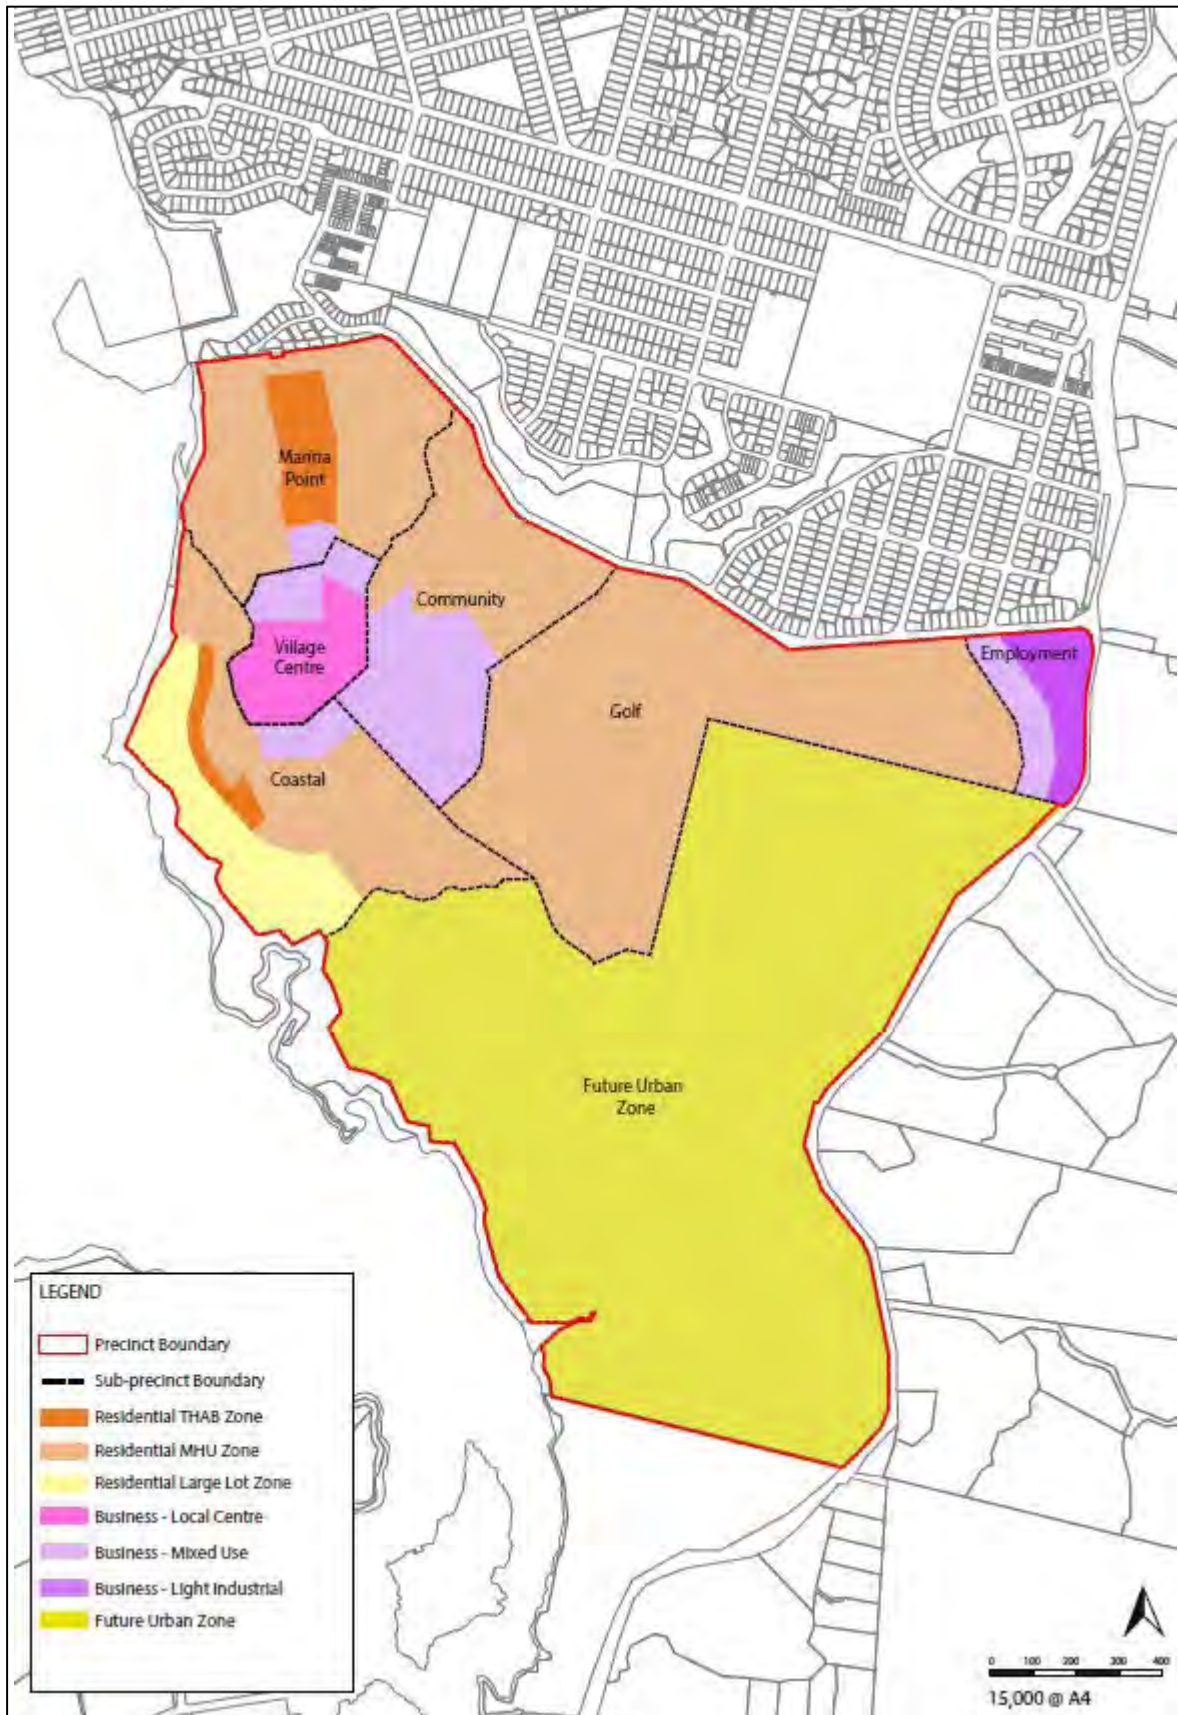 Marina
Point
Community
Village
Centre
Employment
Golf
Coastal
Future Urban
Zone
LEGEND
Precinct Boundary
Sub-precinct Boundary
Residential THAB Zone
Residential MHU Zone
Residential Large Lot Zone
Business - Local Centre
Business - Mixed Use
Business - Light Industrial
Future Urban Zone
0 100 200 300 400
15,000 @ A4